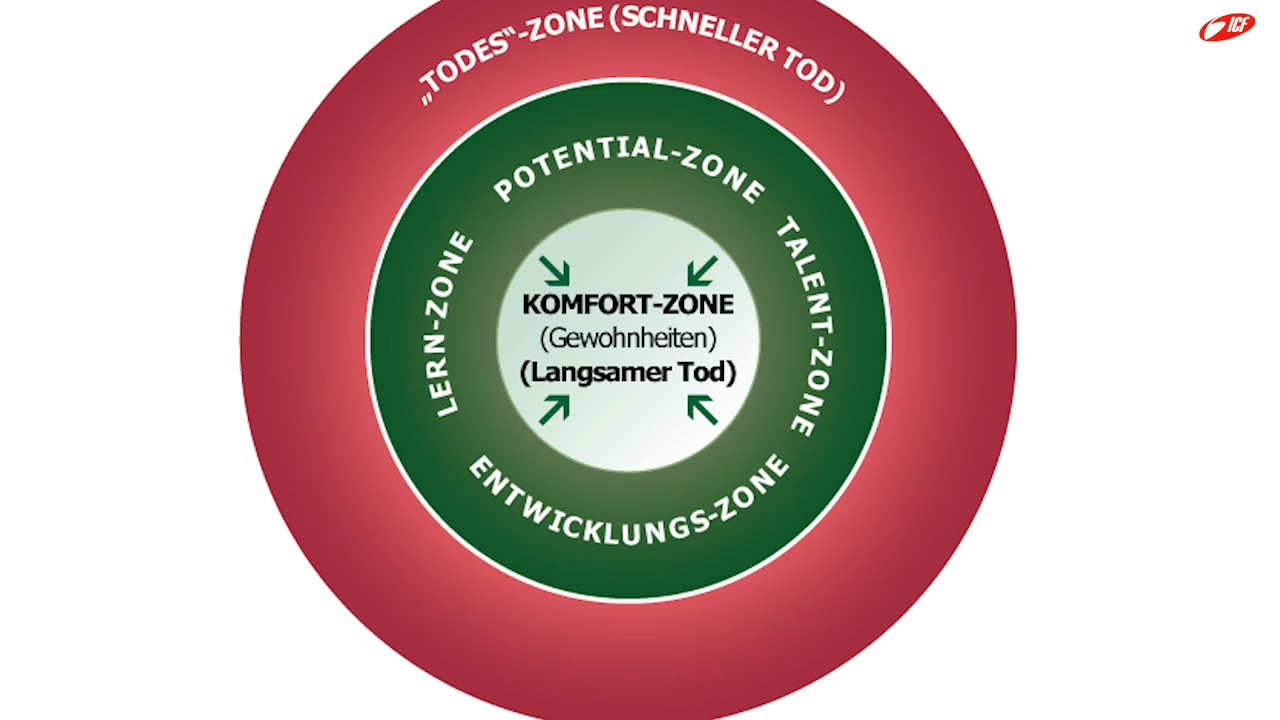 „TODES“-ZONE (SCHNELLER TOD)
ICF
POTENTIAL-ZONE
TALENT-ZONE
LERN-ZONE
KOMFORT-ZONE
(Gewohnheiten)
(Langsamer Tod)
ENTWICKLUNGS-ZONE